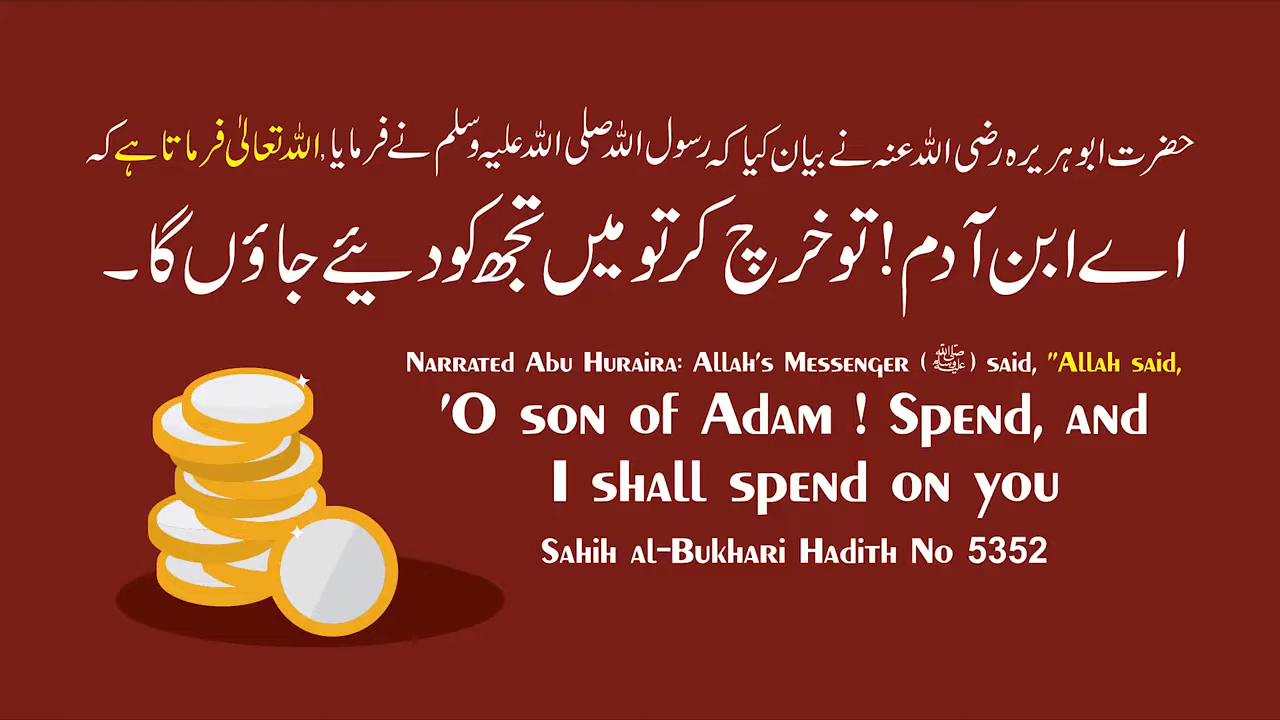 حضرت ابوہریرہ رضی اللہ عنہ نے بیان کیا کہ رسول اللہ صلی اللہ علیہ وسلم نے فرمایا, اللہ تعالیٰ فرماتا ہے کہ
اے ابن آدم! تو خرچ کر تو میں تجھ کو دیئے جاؤں گا۔
Narrated Abu Huraira: Allah's Messenger (ﷺ) said, "Allah said,
'O son of Adam ! Spend, and
I shall spend on you
Sahih al-Bukhari Hadith No 5352